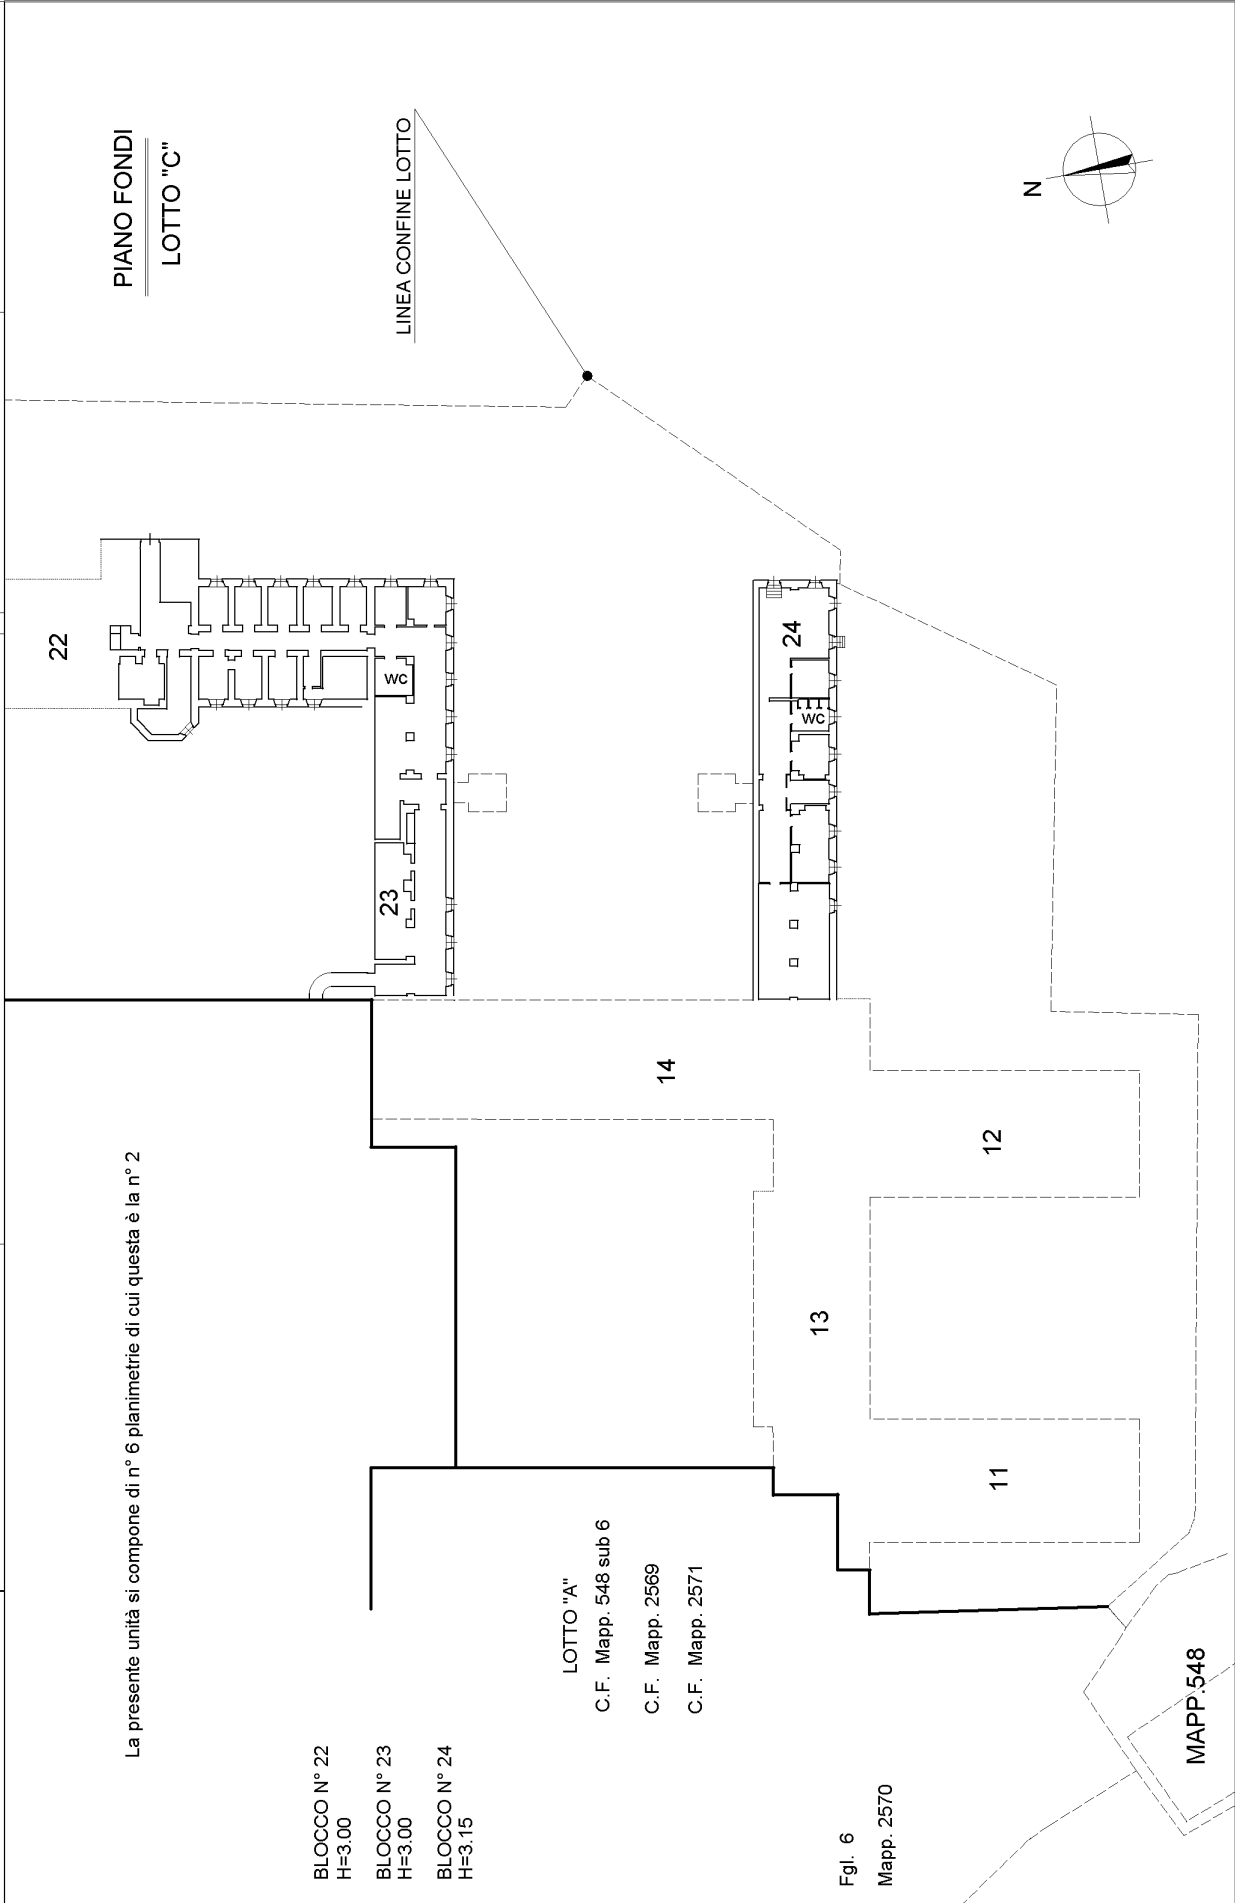 La presente unità si compone di n° 6 planimetrie di cui questa è la n° 2
PIANO FONDI
LOTTO "C"
LINEA CONFINE LOTTO
N
BLOCCO N° 22
H=3.00
BLOCCO N° 23
H=3.00
BLOCCO N° 24
H=3.15
LOTTO "A"
C.F. Mapp. 548 sub 6
C.F. Mapp. 2569
C.F. Mapp. 2571
Fgl. 6
Mapp. 2570
MAPP.548
22
WC
23
24
WC
14
12
13
11